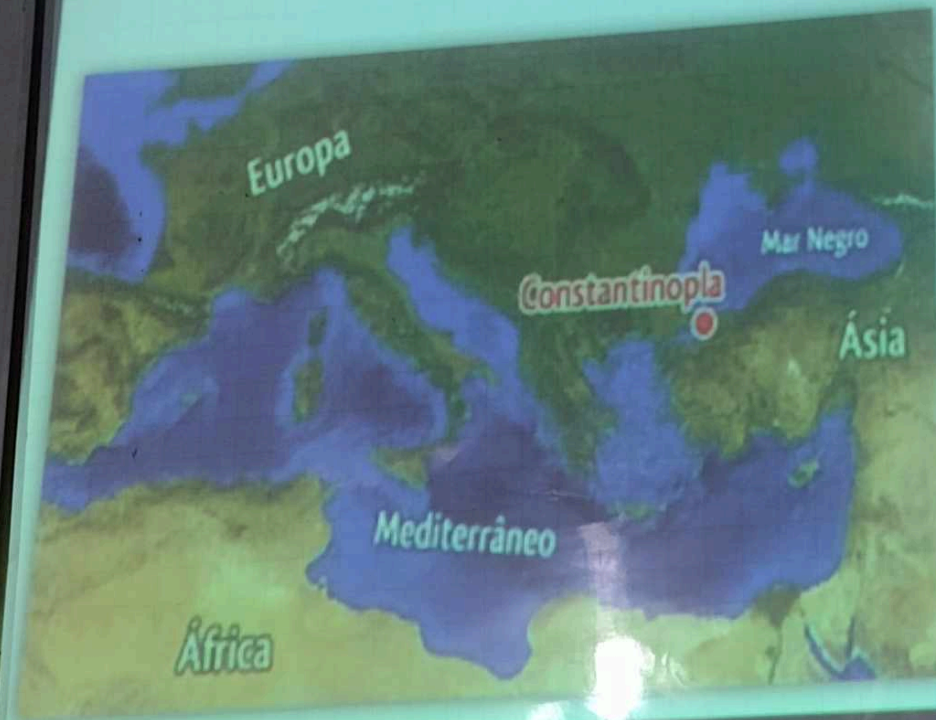 Europa
Mar Negro
Constantinopla
Ásia
Mediterrâneo
África